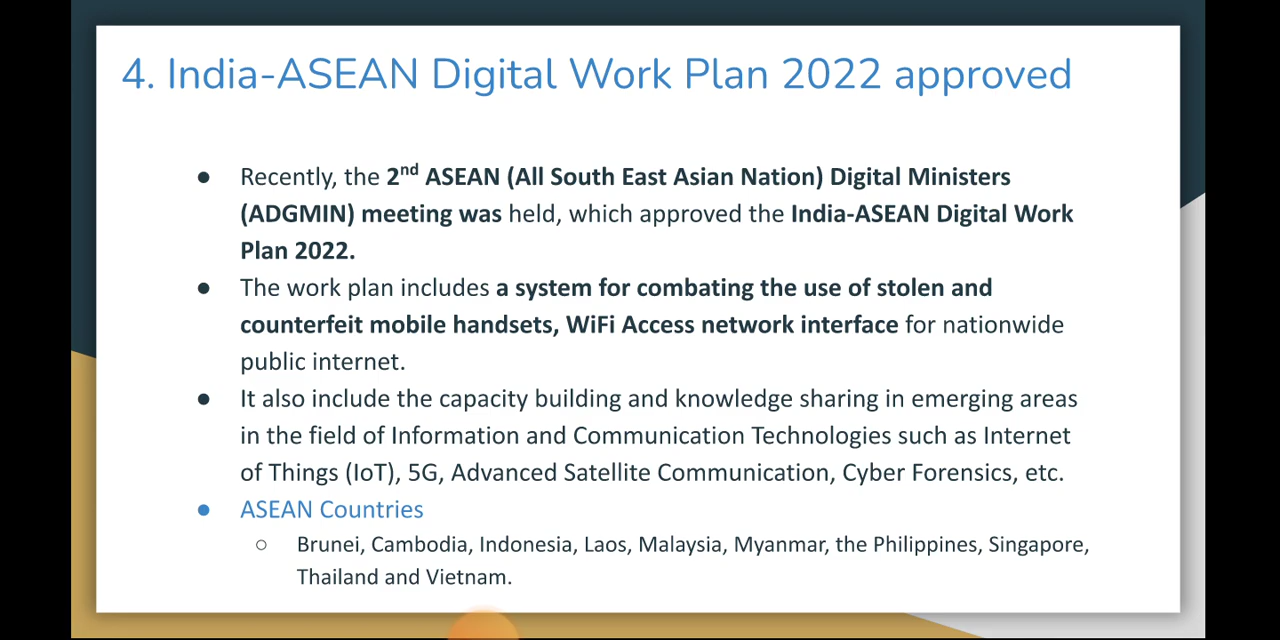 4. India-ASEAN Digital Work Plan 2022 approved
● Recently, the 2nd ASEAN (All South East Asian Nation) Digital Ministers
(ADGMIN) meeting was held, which approved the India-ASEAN Digital Work
Plan 2022.
● The work plan includes a system for combating the use of stolen and
counterfeit mobile handsets, WiFi Access network interface for nationwide
public internet.
● It also include the capacity building and knowledge sharing in emerging areas
in the field of Information and Communication Technologies such as Internet
of Things (IoT), 5G, Advanced Satellite Communication, Cyber Forensics, etc.
● ASEAN Countries
○ Brunei, Cambodia, Indonesia, Laos, Malaysia, Myanmar, the Philippines, Singapore,
Thailand and Vietnam.